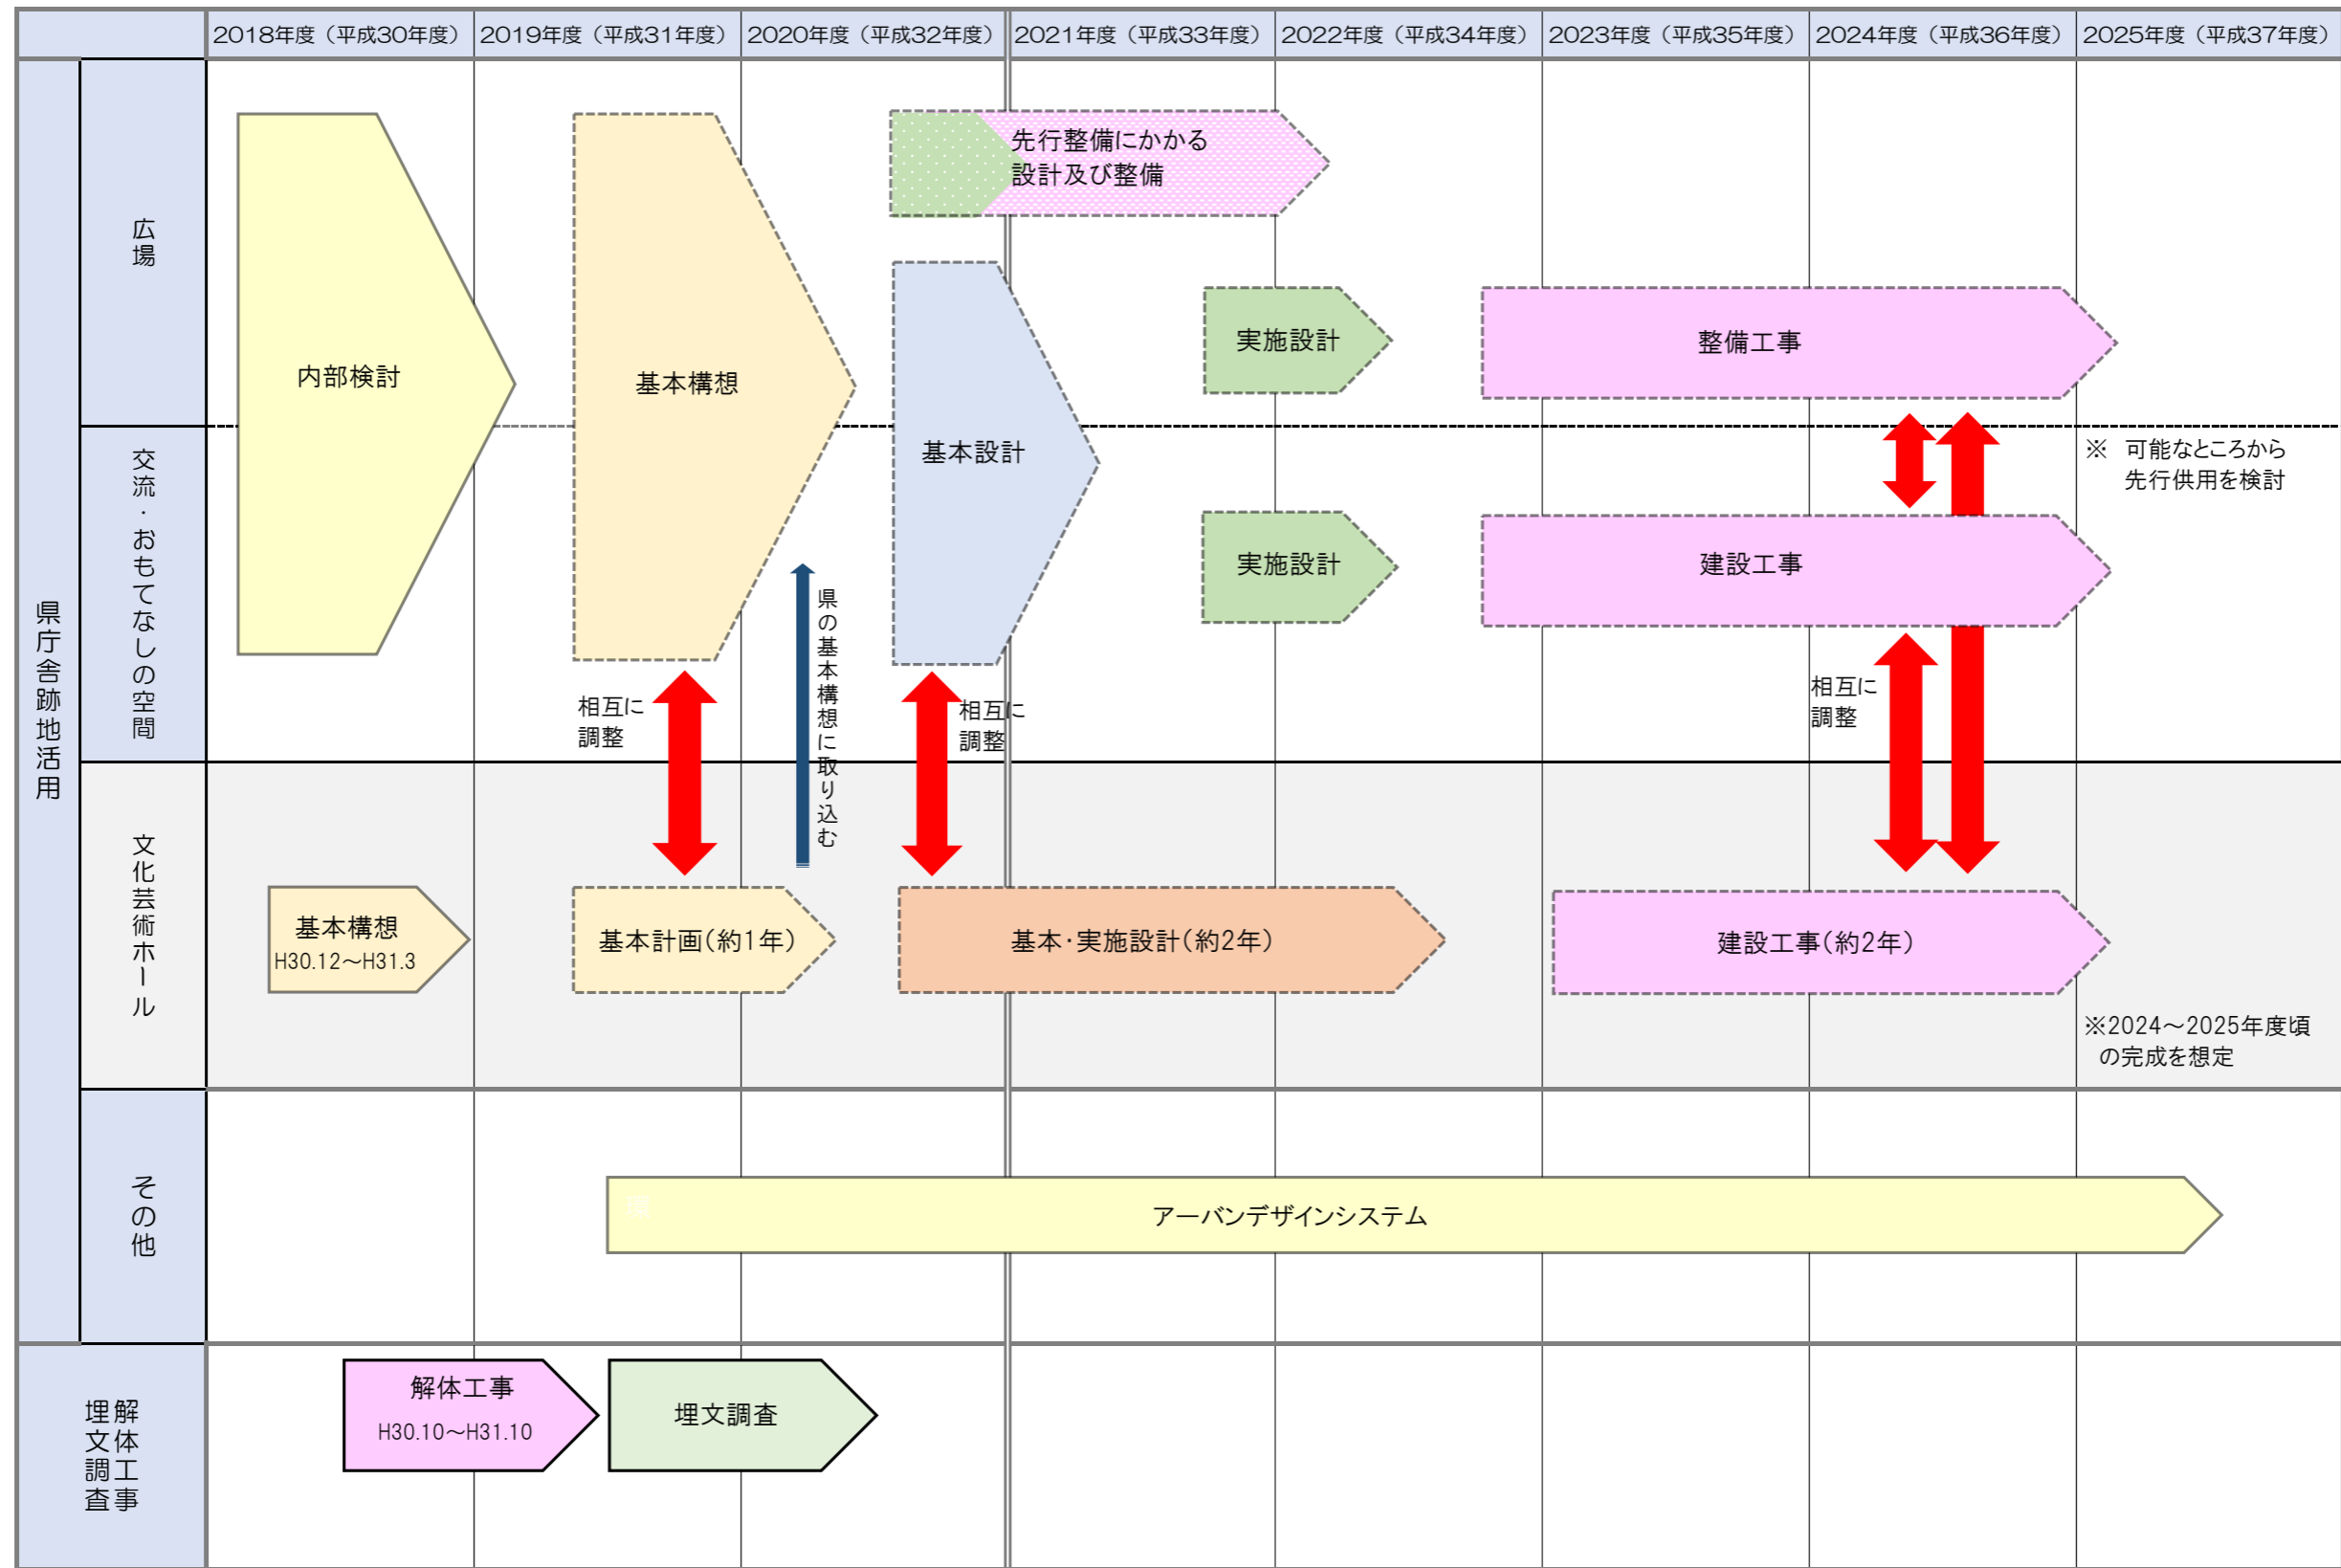 2018年度（平成30年度）
2019年度（平成31年度）
2020年度（平成32年度）
2021年度（平成33年度）
2022年度（平成34年度）
2023年度（平成35年度）
2024年度（平成36年度）
2025年度（平成37年度）
県庁舎跡地活用
広場
内部検討
基本構想
先行整備にかかる
設計及び整備
基本設計
実施設計
整備工事
交流・おもてなしの空間
※　可能なところから
先行供用を検討
実施設計
建設工事
相互に
調整
県の基本構想に取り込む
相互に
調整
相互に
調整
文化芸術ホール
基本構想
H30.12～H31.3
基本計画（約1年）
基本・実施設計（約2年）
建設工事（約2年）
※2024～2025年度頃
の完成を想定
その他
アーバンデザインシステム
解体工事
埋文調査
解体工事
H30.10～H31.10
埋文調査